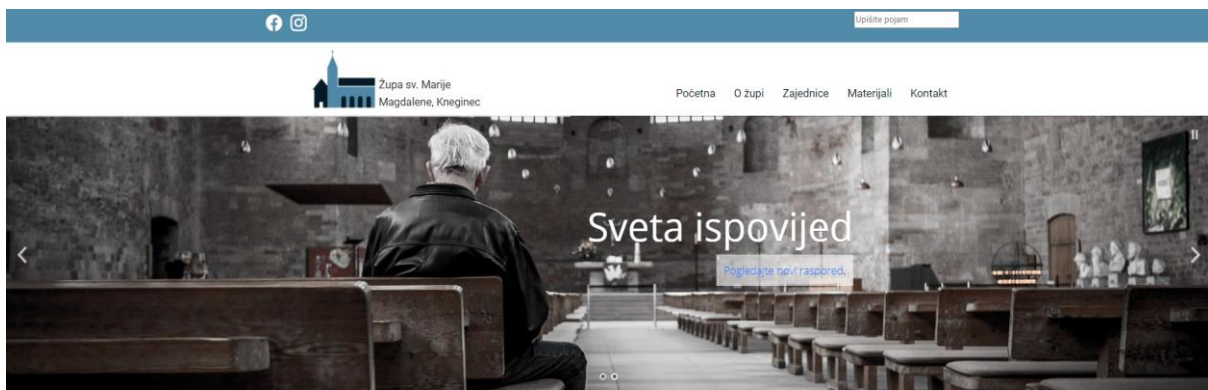 Upišite pojam
Župa sv. Marije
Magdalene, Kneginec
Početna O župi Zajednice Materijali Kontakt
Sveta ispovijed
Pogledajte novi raspored.